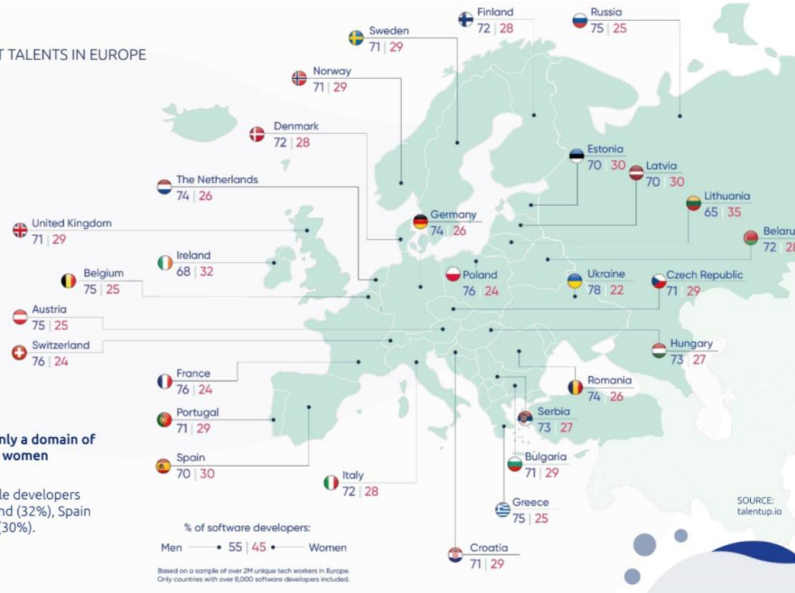 T TALENTS IN EUROPE
Finland
72 | 28
Russia
75 | 25
Sweden
71 | 29
Norway
71 | 29
Denmark
72 | 28
Estonia
70 | 30
Latvia
70 | 30
The Netherlands
74 | 26
Lithuania
65 | 35
United Kingdom
71 | 29
Germany
74 | 26
Belaru
72 | 28
Ireland
68 | 32
Belgium
75 | 25
Poland
76 | 24
Ukraine
78 | 22
Czech Republic
71 | 29
Austria
75 | 25
Switzerland
76 | 24
Hungary
73 | 27
France
76 | 24
Romania
74 | 26
Portugal
71 | 29
Serbia
73 | 27
nly a domain of
women
Spain
70 | 30
Bulgaria
71 | 29
Italy
72 | 28
le developers
nd (32%), Spain
(30%).
Greece
75 | 25
SOURCE:
talentup.io
% of software developers:
Men 55 | 45 Women
Croatia
71 | 29
Based on a sample of over 2M unique tech workers in Europe.
Only countries with over 8,000 software developers included.